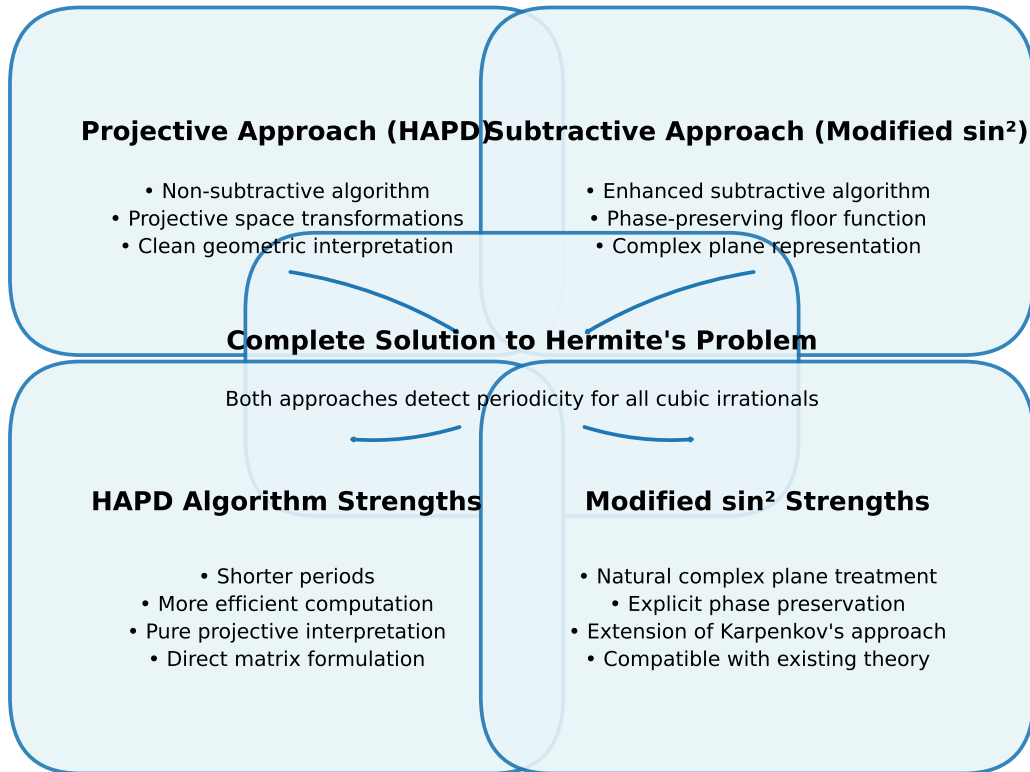 Projective Approach (HAPD)
• Non-subtractive algorithm
• Projective space transformations
• Clean geometric interpretation
Subtractive Approach (Modified sin²)
• Enhanced subtractive algorithm
• Phase-preserving floor function
• Complex plane representation
Complete Solution to Hermite's Problem
Both approaches detect periodicity for all cubic irrationals
HAPD Algorithm Strengths
• Shorter periods
• More efficient computation
• Pure projective interpretation
• Direct matrix formulation
Modified sin² Strengths
• Natural complex plane treatment
• Explicit phase preservation
• Extension of Karpenkov's approach
• Compatible with existing theory